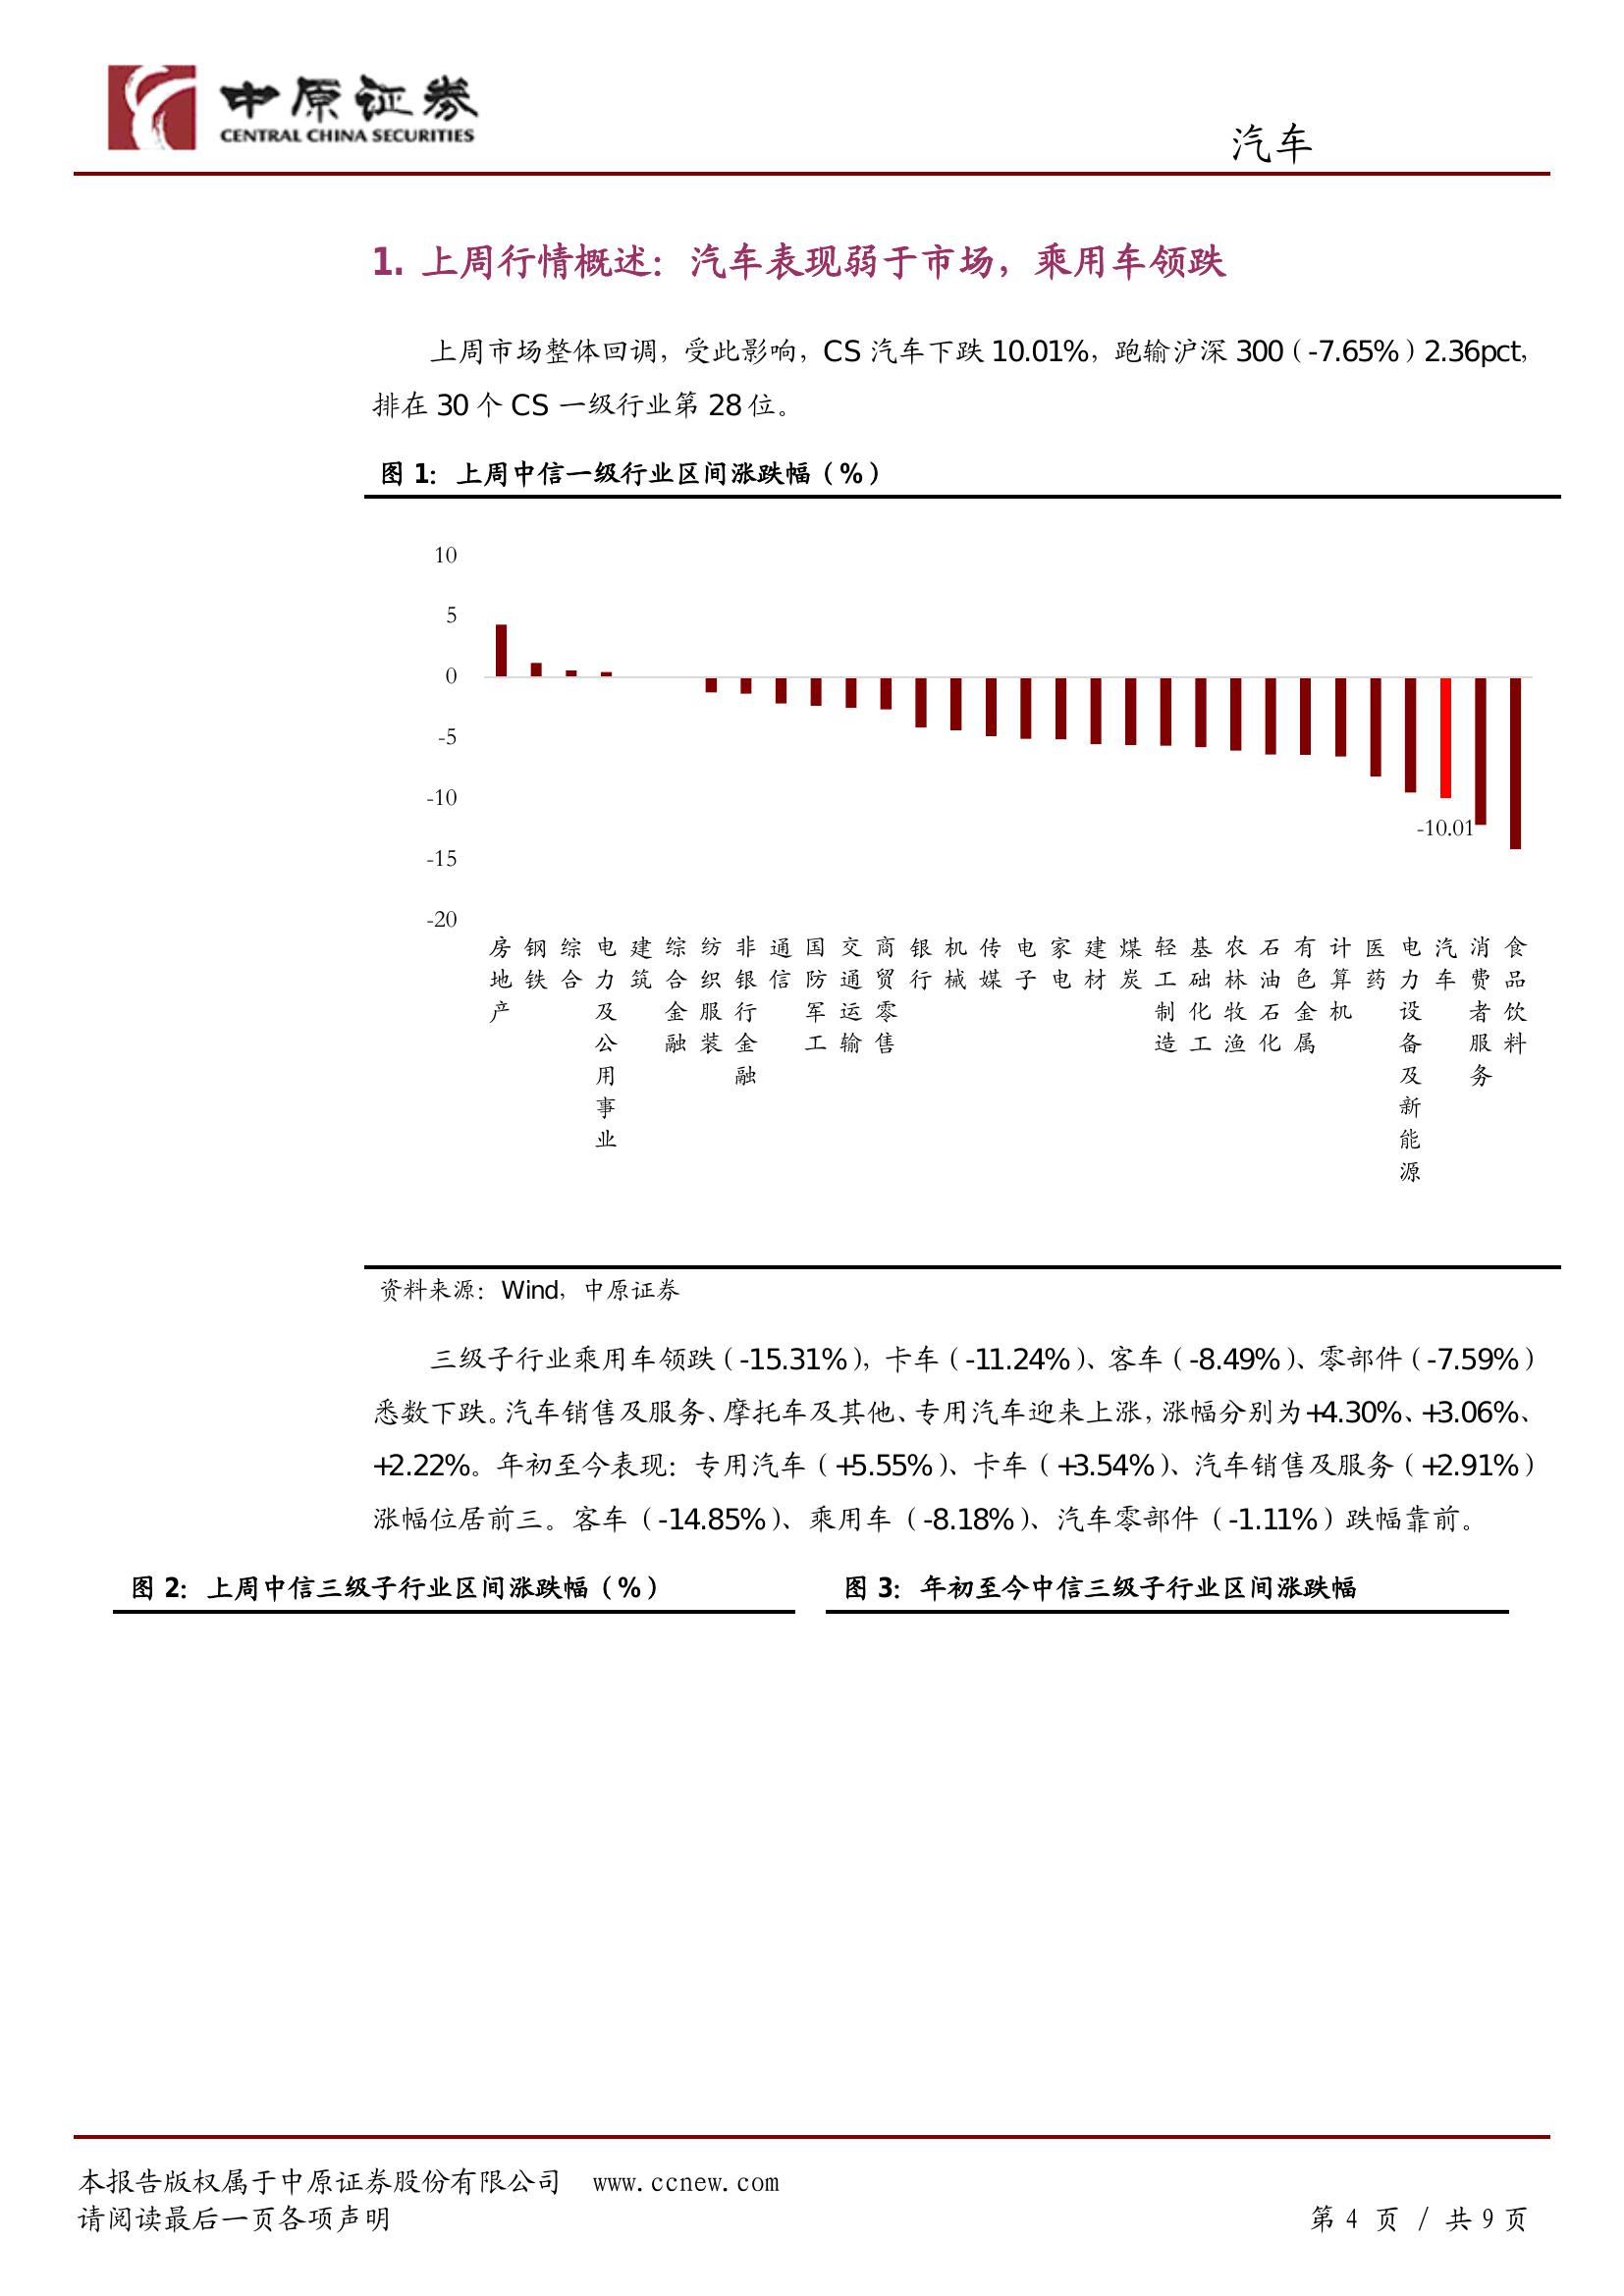 中原证券
CENTRAL CHINA SECURITIES
汽车
1. 上周行情概述：汽车表现弱于市场，乘用车领跌
上周市场整体回调，受此影响，CS 汽车下跌 10.01%，跑输沪深 300（-7.65%）2.36pct，
排在 30 个 CS 一级行业第 28 位。
图 1：上周中信一级行业区间涨跌幅（%）
10
5
0
-5
-10
-15
-20
-10.01
房地产
钢铁
综合
电力及公用事业
建筑
综合金融
纺织服装
非银行金融
通信
国防军工
交通运输
商贸零售
银行
机械
传媒
电子
家电
建材
煤炭
轻工制造
基础化工
农林牧渔
石油石化
有色金属
计算机
医药
电力设备及新能源
汽车
消费者服务
食品饮料
资料来源：Wind，中原证券
三级子行业乘用车领跌（-15.31%），卡车（-11.24%）、客车（-8.49%）、零部件（-7.59%）
悉数下跌。汽车销售及服务、摩托车及其他、专用汽车迎来上涨，涨幅分别为+4.30%、+3.06%、
+2.22%。年初至今表现：专用汽车（+5.55%）、卡车（+3.54%）、汽车销售及服务（+2.91%）
涨幅位居前三。客车（-14.85%）、乘用车（-8.18%）、汽车零部件（-1.11%）跌幅靠前。
图 2：上周中信三级子行业区间涨跌幅（%）
图 3：年初至今中信三级子行业区间涨跌幅
本报告版权属于中原证券股份有限公司 www.ccnew.com
请阅读最后一页各项声明
第 4 页 / 共 9 页